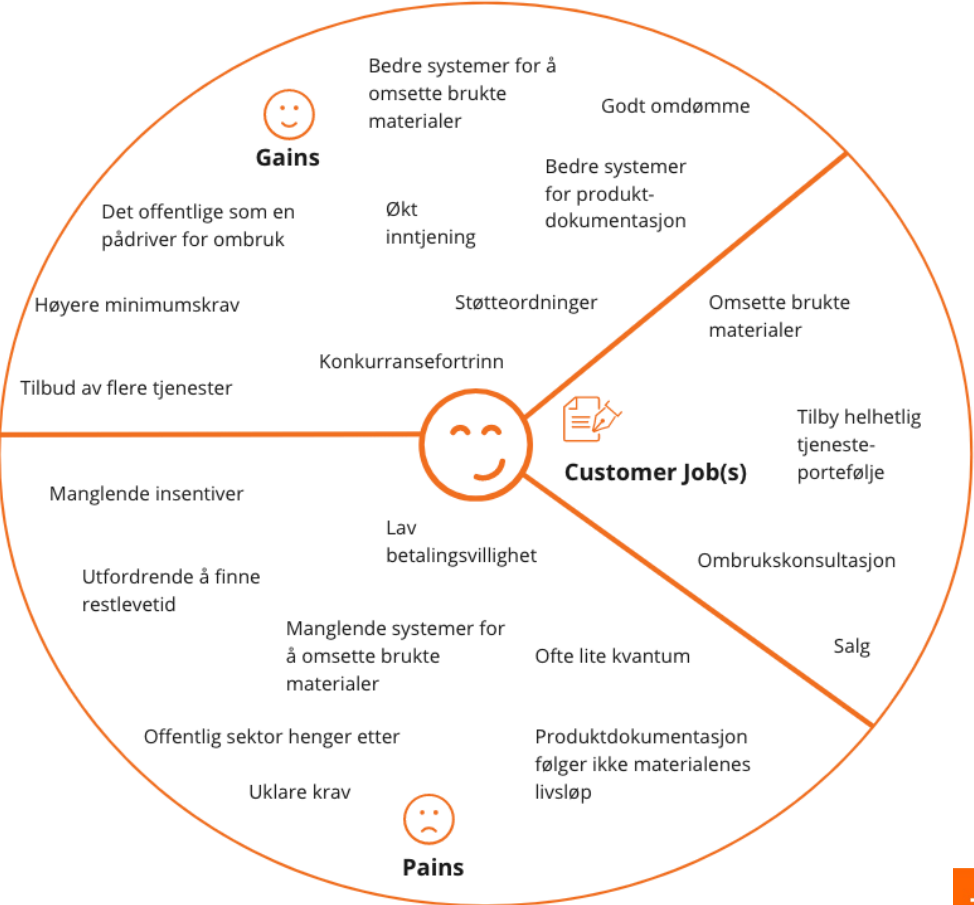 Bedre systemer for å
omsette brukte
materialer
Godt omdømme
Gains
Bedre systemer
for produkt-
dokumentasjon
Det offentlige som en
pådriver for ombruk
Økt
inntjening
Høyere minimumskrav
Støtteordninger
Konkurransefortrinn
Tilbud av flere tjenester
Omsette brukte
materialer
Tilby helhetlig
tjeneste-
portefølje
Customer Job(s)
Ombrukskonsultasjon
Salg
Manglende insentiver
Lav
betalingsvillighet
Utfordrende å finne
restlevetid
Manglende systemer for
å omsette brukte
materialer
Ofte lite kvantum
Offentlig sektor henger etter
Produktdokumentasjon
følger ikke materialenes
livsløp
Uklare krav
Pains